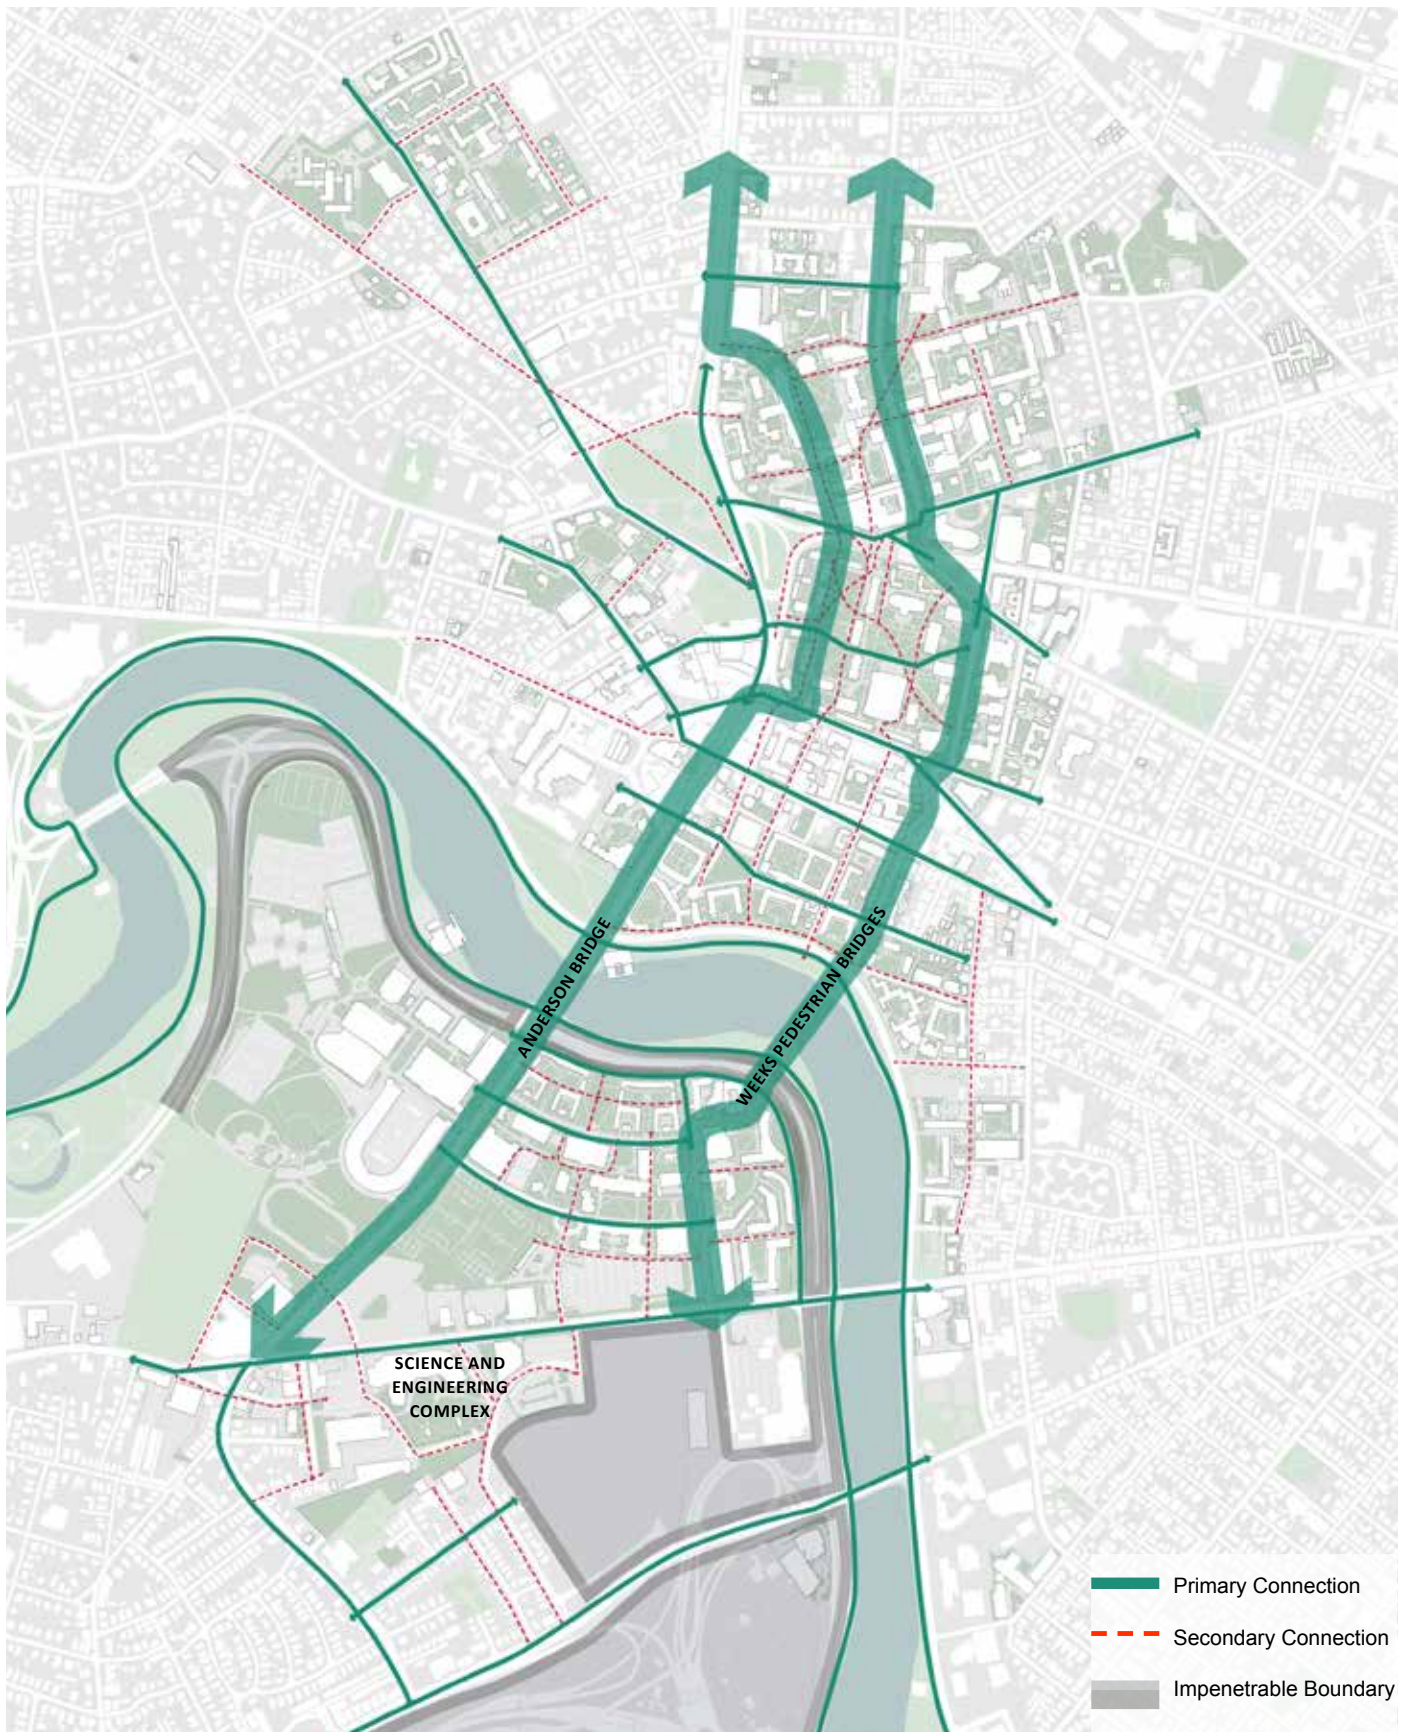 ANDERSON BRIDGE
WEEKS PEDESTRIAN BRIDGES
SCIENCE AND
ENGINEERING
COMPLEX
Primary Connection
Secondary Connection
Impenetrable Boundary